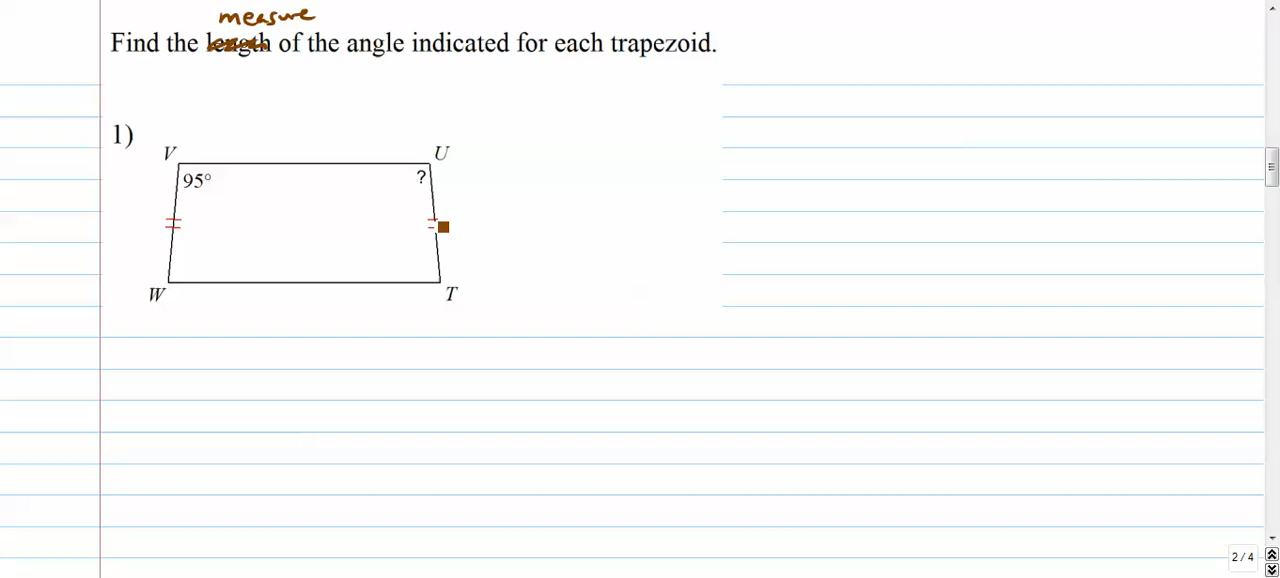 measure
Find the length of the angle indicated for each trapezoid.
1)
V U
95° ?
W T
2 / 4